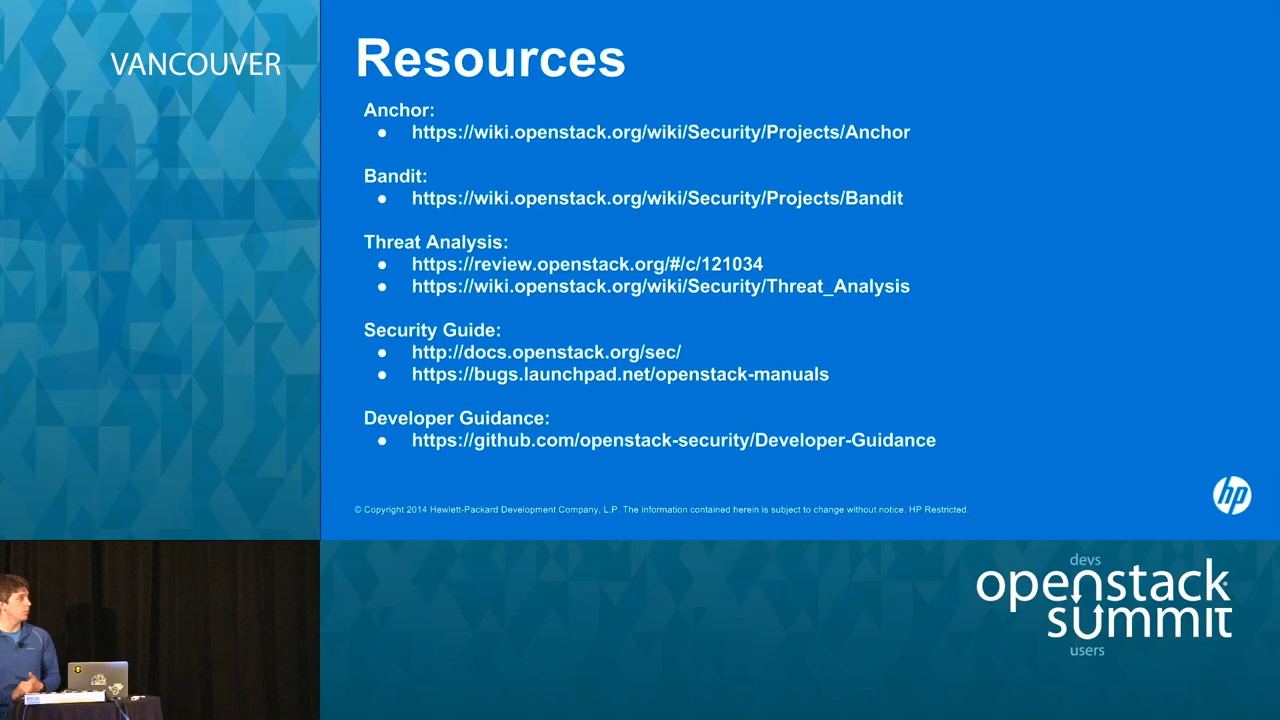 VANCOUVER
Resources
Anchor:
● https://wiki.openstack.org/wiki/Security/Projects/Anchor
Bandit:
● https://wiki.openstack.org/wiki/Security/Projects/Bandit
Threat Analysis:
● https://review.openstack.org/#/c/121034
● https://wiki.openstack.org/wiki/Security/Threat_Analysis
Security Guide:
● http://docs.openstack.org/sec/
● https://bugs.launchpad.net/openstack-manuals
Developer Guidance:
● https://github.com/openstack-security/Developer-Guidance
© Copyright 2014 Hewlett-Packard Development Company, L.P. The information contained herein is subject to change without notice. HP Restricted.
hp
devs
openstack
summit
users